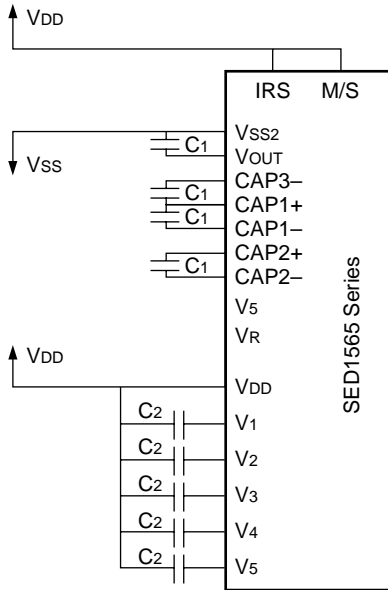 VDD
IRS M/S
VSS2
C1
VOUT
VSS
CAP3–
C1
CAP1+
C1
CAP1–
CAP2+
C1
CAP2–
V5
VR
SED1565 Series
VDD
VDD
C2
V1
C2
V2
C2
V3
C2
V4
C2
V5